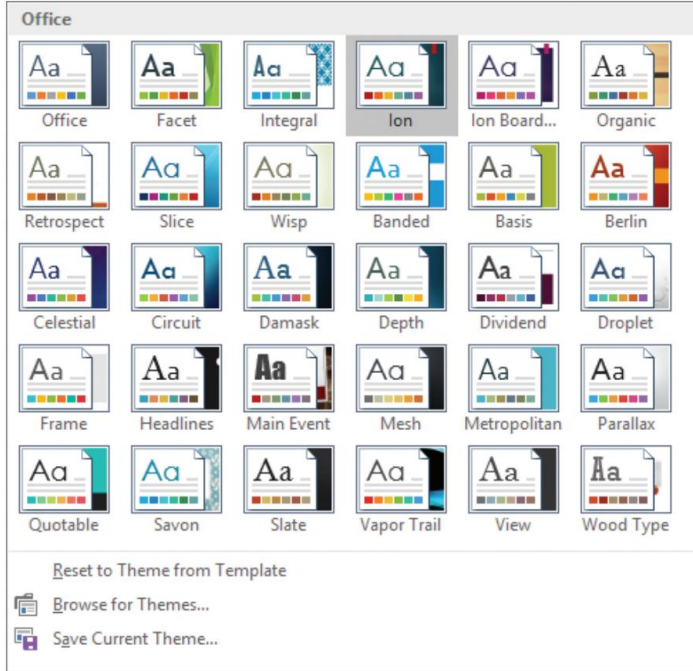 Office
Aa Aa Aa Aa Aa Aa
Office Facet Integral Ion Ion Board... Organic
Aa Aa Aa Aa Aa Aa
Retrospect Slice Wisp Banded Basis Berlin
Aa Aa Aa Aa Aa Aa
Celestial Circuit Damask Depth Dividend Droplet
Aa Aa Aa Aa Aa Aa
Frame Headlines Main Event Mesh Metropolitan Parallax
Aa Aa Aa Aa Aa Aa
Quotable Savon Slate Vapor Trail View Wood Type
Reset to Theme from Template
Browse for Themes...
Save Current Theme...